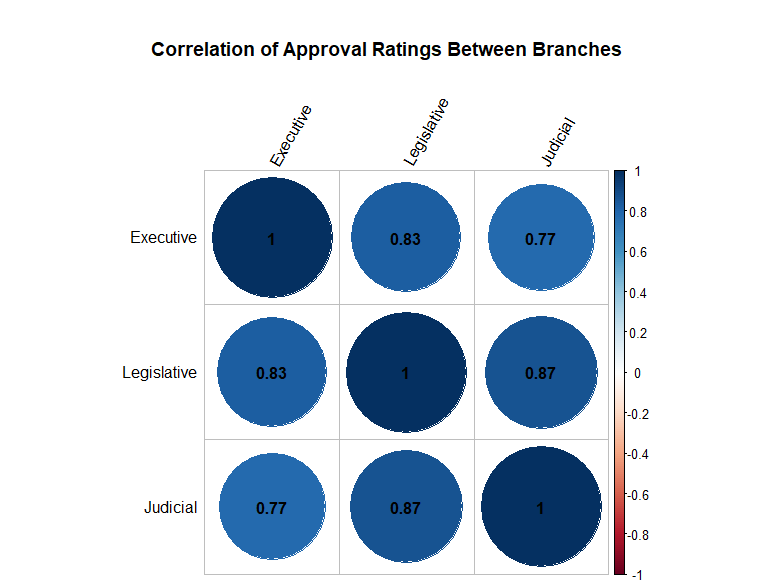 Correlation of Approval Ratings Between Branches
Executive Legislative Judicial
Executive 1 0.83 0.77
Legislative 0.83 1 0.87
Judicial 0.77 0.87 1
1
0.8
0.6
0.4
0.2
0
-0.2
-0.4
-0.6
-0.8
-1